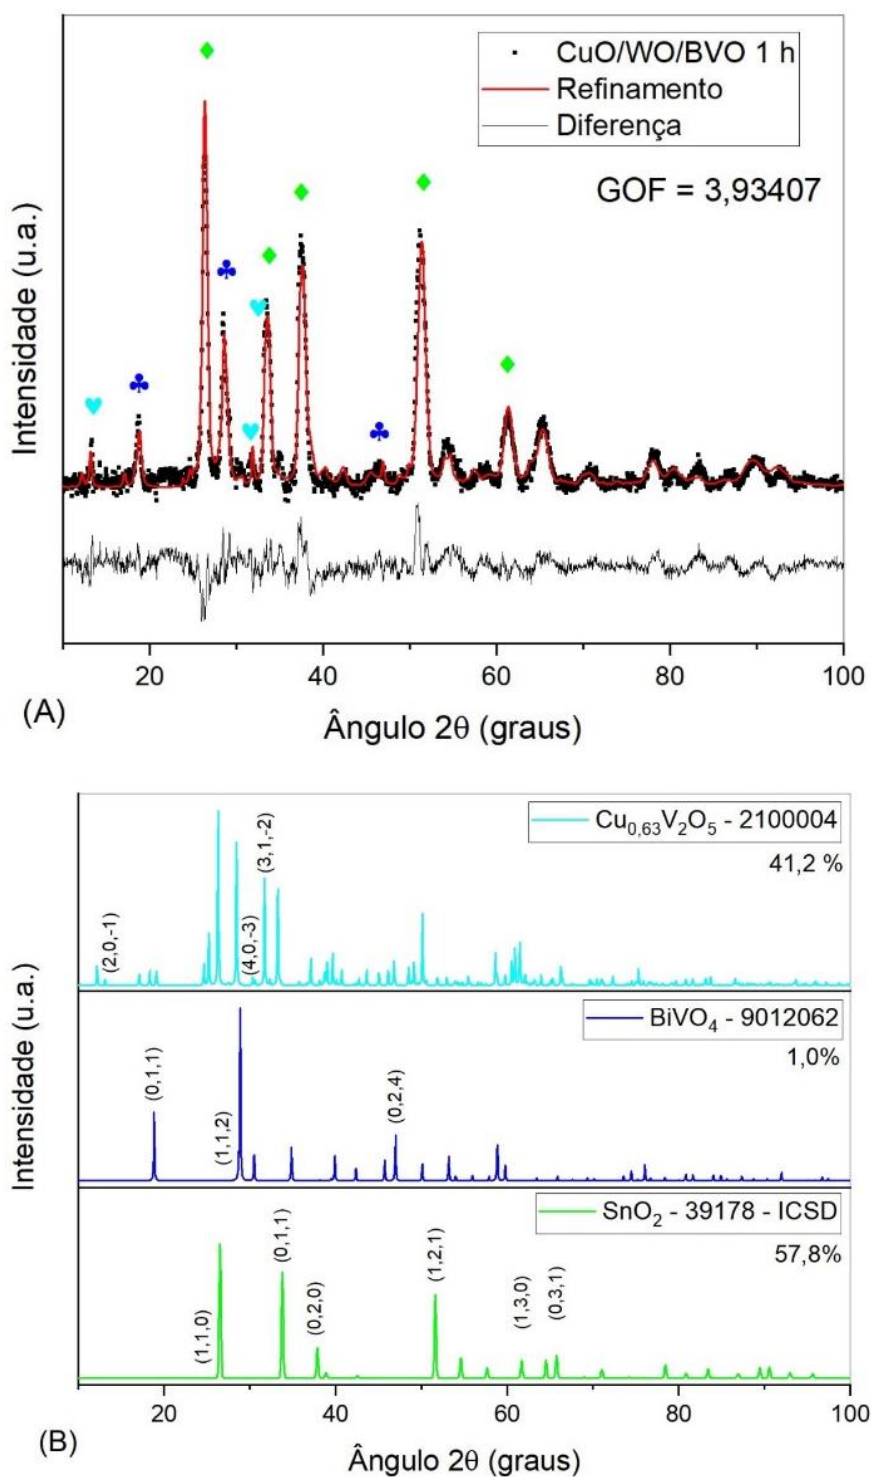 CuO/WO/BVO 1 h
Refinamento
Diferença
GOF = 3,93407
Intensidade (u.a.)
20 40 60 80 100
(A)
Ângulo 2θ (graus)
Cu0,63V2O5 - 2100004
41,2 %
(2,0,-1)
(4,0,-3)
(3,1,-2)
BiVO4 - 9012062
1,0%
(0,1,1)
(1,1,2)
(0,2,4)
Intensidade (u.a.)
SnO2 - 39178 - ICSD
57,8%
(1,1,0)
(0,1,1)
(0,2,0)
(1,2,1)
(1,3,0)
(0,3,1)
20 40 60 80 100
(B)
Ângulo 2θ (graus)